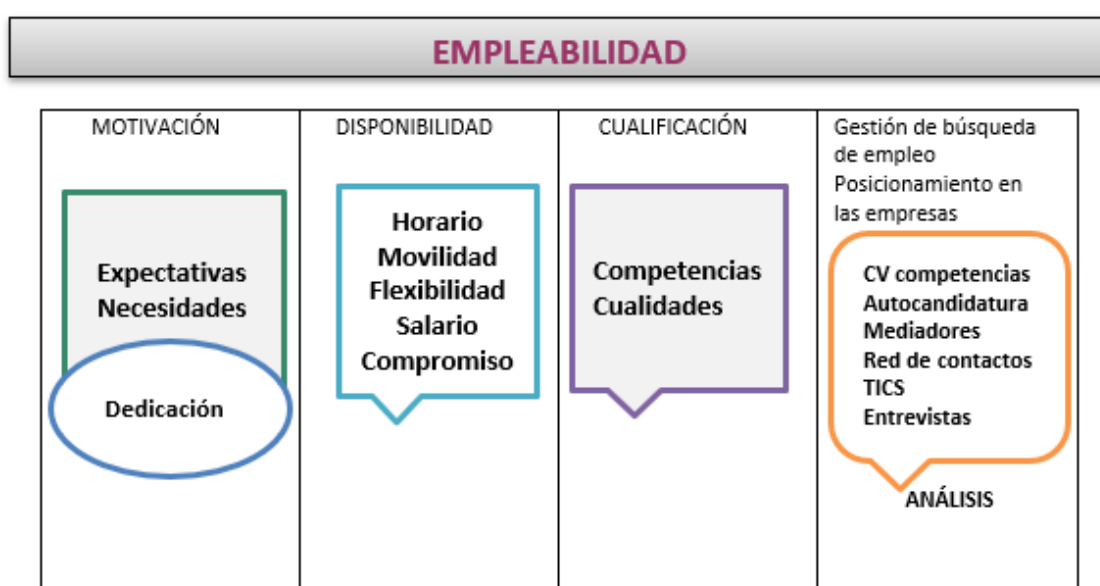 EMPLEABILIDAD
MOTIVACIÓN
Expectativas
Necesidades
Dedicación
DISPONIBILIDAD
Horario
Movilidad
Flexibilidad
Salario
Compromiso
CUALIFICACIÓN
Competencias
Cualidades
Gestión de búsqueda
de empleo
Posicionamiento en
las empresas
CV competencias
Autocandidatura
Mediadores
Red de contactos
TICS
Entrevistas
ANÁLISIS